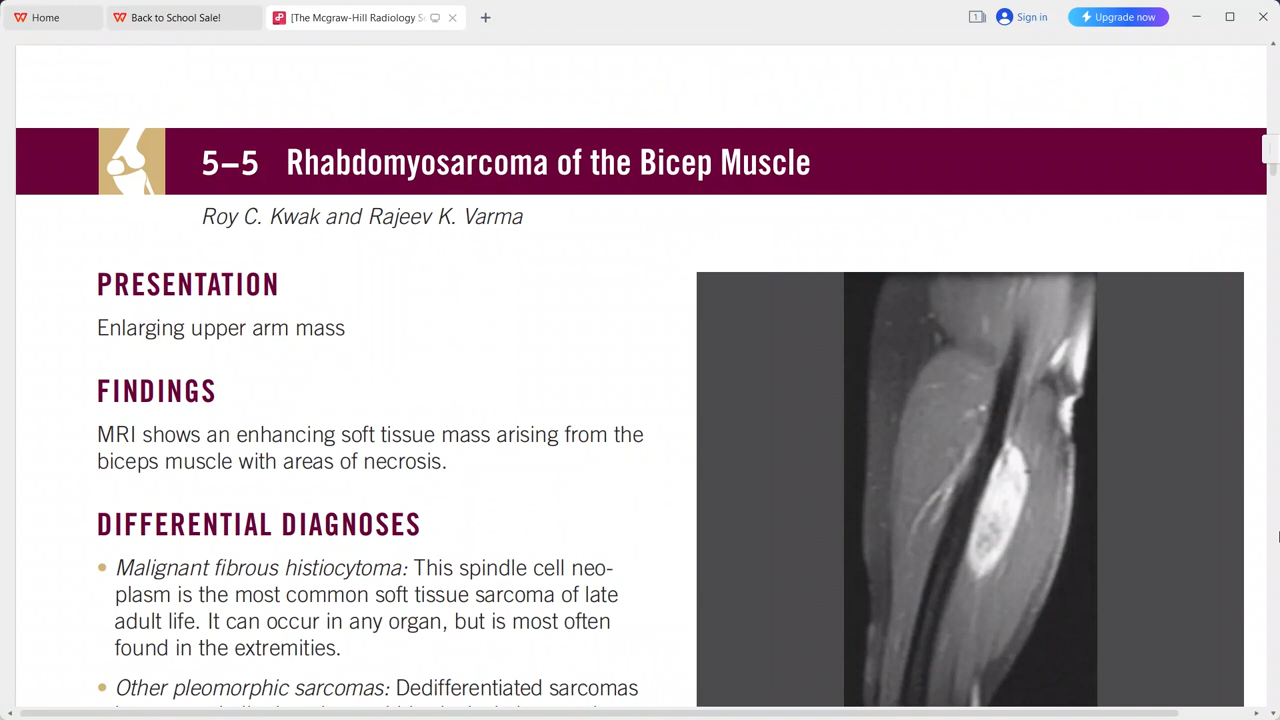 Home
Back to School Sale!
[The Mcgraw-Hill Radiology
Sign in
Upgrade now
5–5 Rhabdomyosarcoma of the Bicep Muscle
Roy C. Kwak and Rajeev K. Varma
PRESENTATION
Enlarging upper arm mass
FINDINGS
MRI shows an enhancing soft tissue mass arising from the
biceps muscle with areas of necrosis.
DIFFERENTIAL DIAGNOSES
• Malignant fibrous histiocytoma: This spindle cell neo-
plasm is the most common soft tissue sarcoma of late
adult life. It can occur in any organ, but is most often
found in the extremities.
• Other pleomorphic sarcomas: Dedifferentiated sarcomas